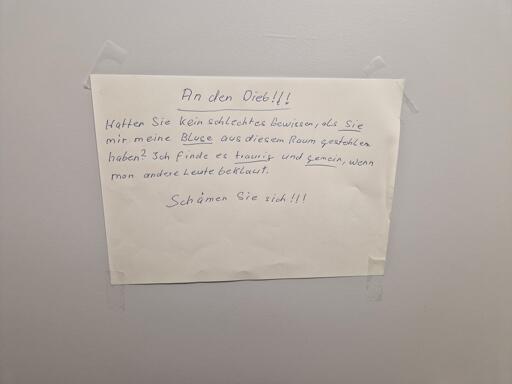 An den Dieb!!!
Hatten Sie kein schlechtes Gewissen, als Sie
mir meine Bluse aus diesem Raum gestohlen
haben? Ich finde es traurig und gemein, wenn
man andere Leute beklaut.
Schämen Sie sich!!!